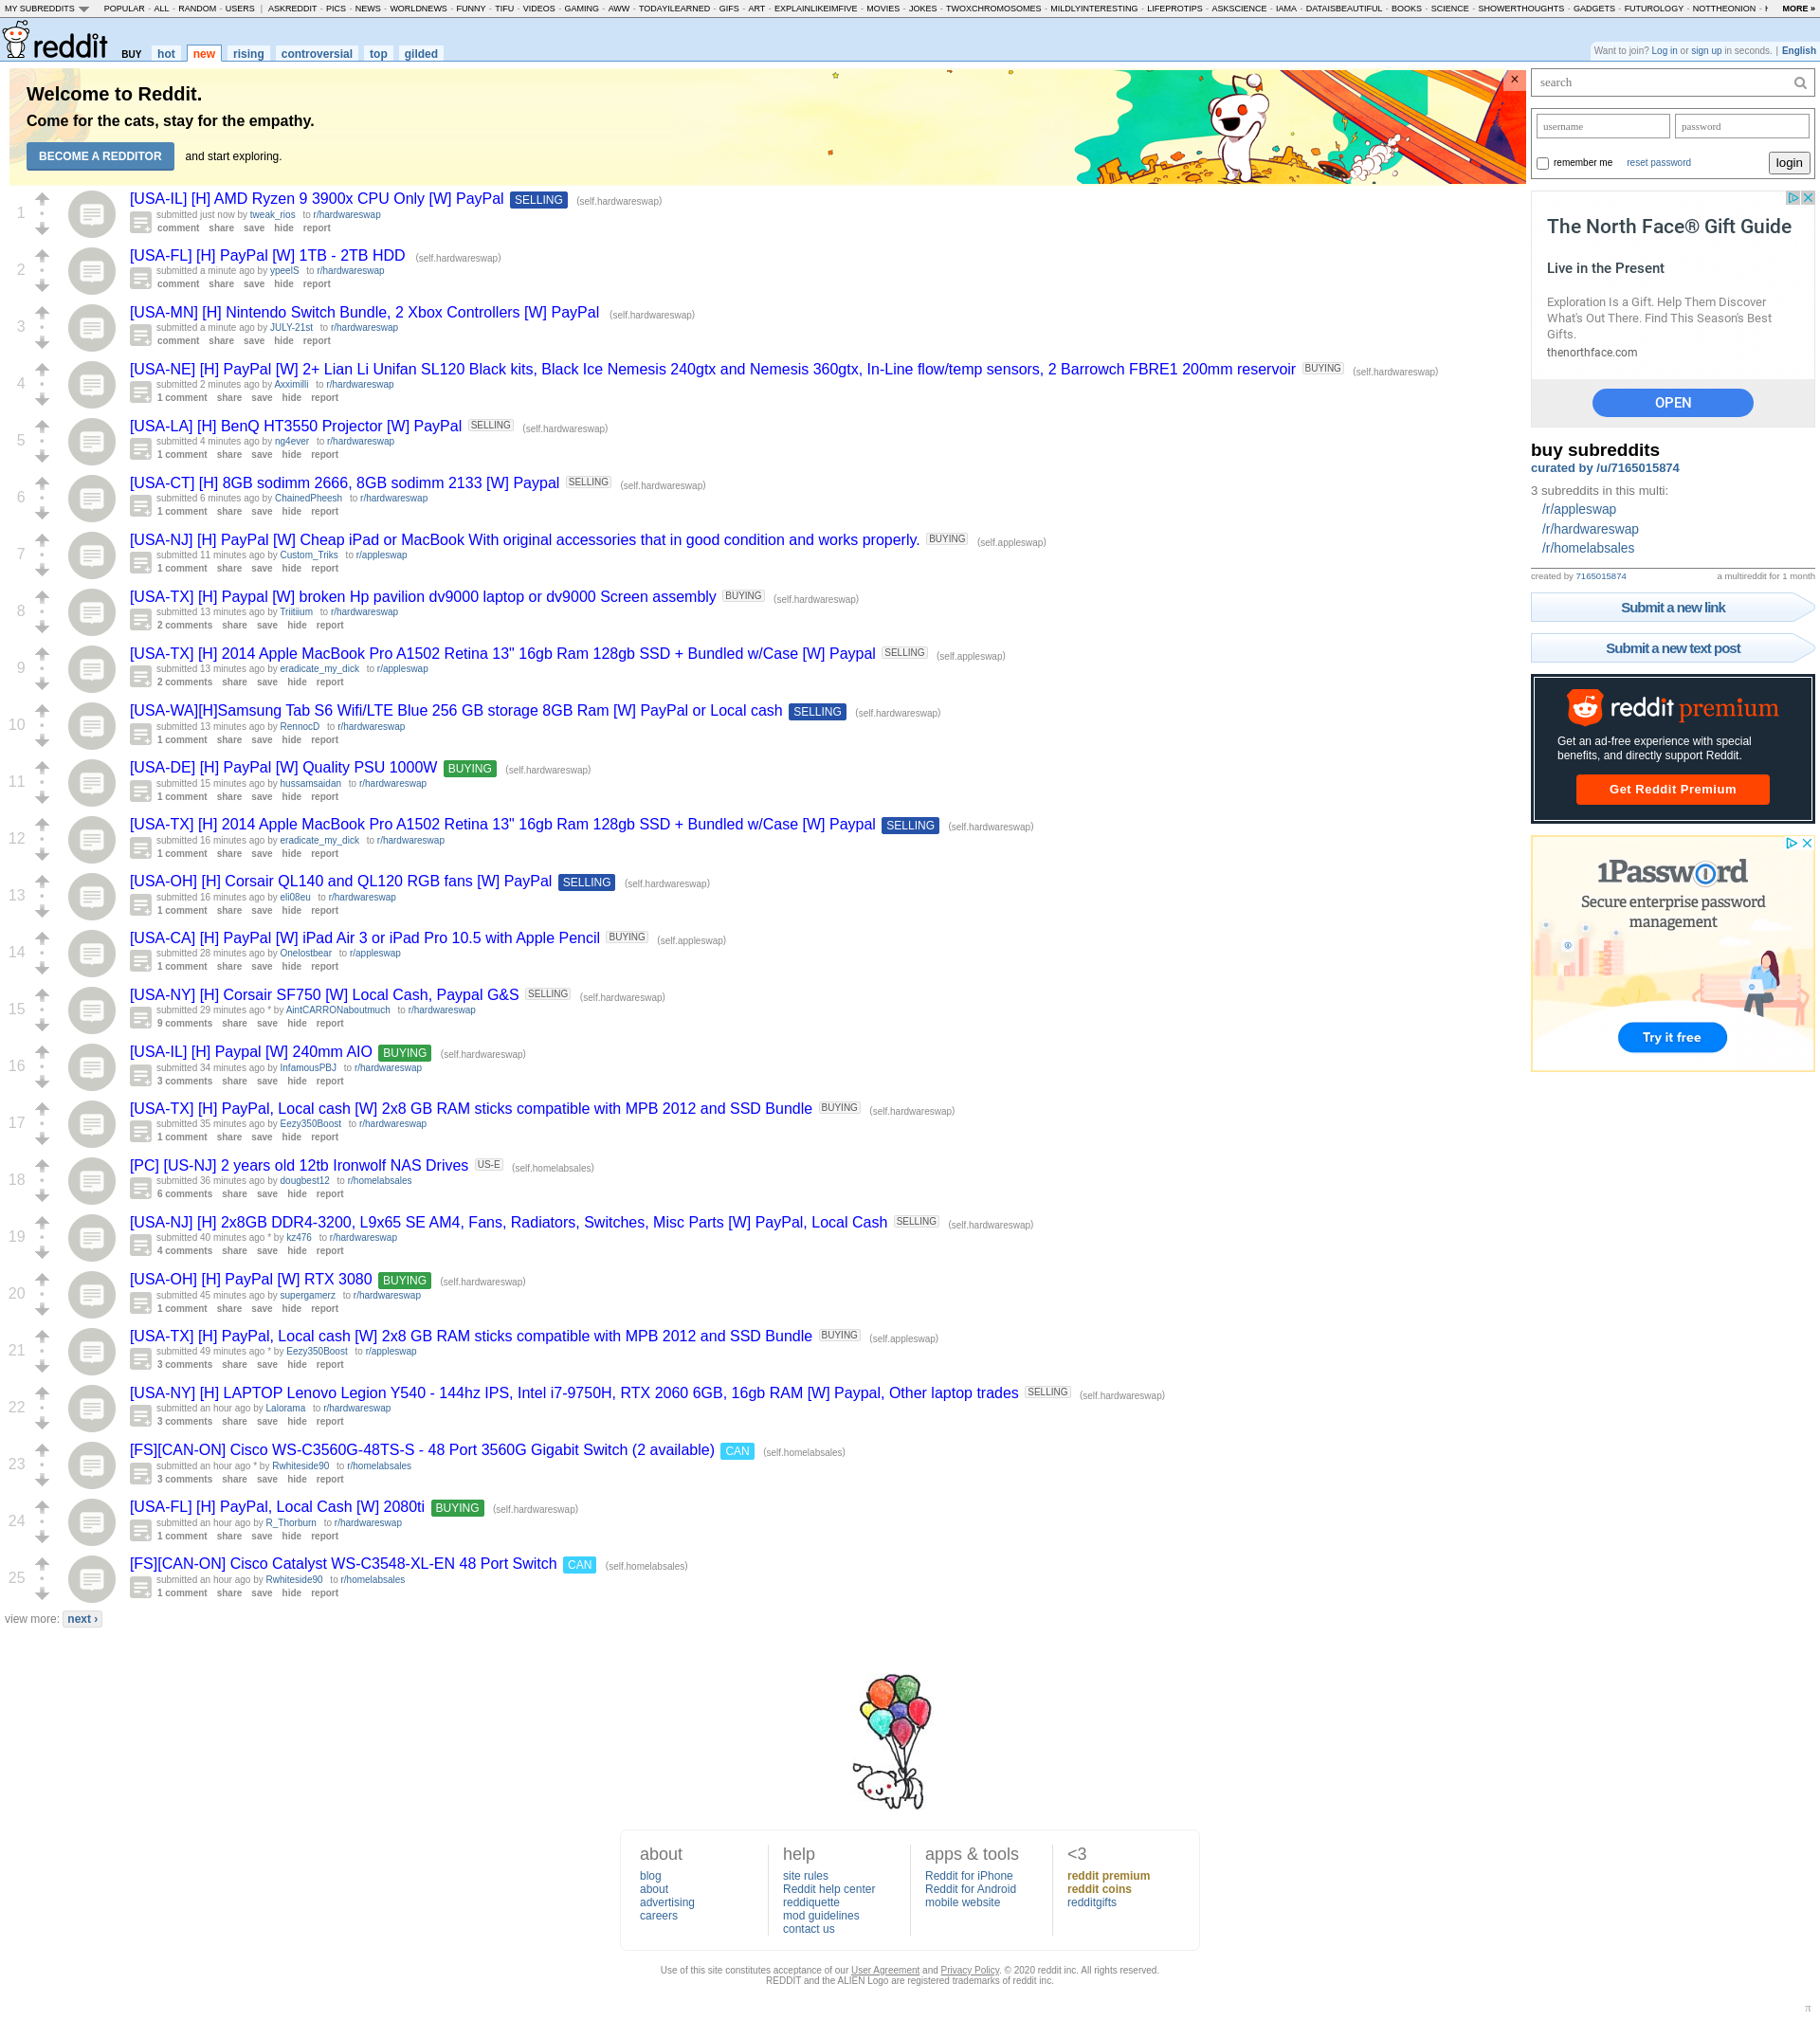 MY SUBREDDITS POPULAR - ALL - RANDOM - USERS | ASKREDDIT - PICS - NEWS - WORLDNEWS - FUNNY - TIFU - VIDEOS - GAMING - AWW - TODAYILEARNED - GIFS - ART - EXPLAINLIKEIMFIVE - MOVIES - JOKES - TWOXCHROMOSOMES - MILDLYINTERESTING - LIFEPROTIPS - ASKSCIENCE - IAMA - DATAISBEAUTIFUL - BOOKS - SCIENCE - SHOWERTHOUGHTS - GADGETS - FUTUROLOGY - NOTTHEONION - MORE »
reddit BUY hot new rising controversial top gilded
Want to join? Log in or sign up in seconds. | English
Welcome to Reddit.
Come for the cats, stay for the empathy.
BECOME A REDDITOR and start exploring.
×
1 [USA-IL] [H] AMD Ryzen 9 3900x CPU Only [W] PayPal SELLING (self.hardwareswap)
submitted just now by tweak_rios to r/hardwareswap
comment share save hide report
2 [USA-FL] [H] PayPal [W] 1TB - 2TB HDD (self.hardwareswap)
submitted a minute ago by ypeelS to r/hardwareswap
comment share save hide report
3 [USA-MN] [H] Nintendo Switch Bundle, 2 Xbox Controllers [W] PayPal (self.hardwareswap)
submitted a minute ago by JULY-21st to r/hardwareswap
comment share save hide report
4 [USA-NE] [H] PayPal [W] 2+ Lian Li Unifan SL120 Black kits, Black Ice Nemesis 240gtx and Nemesis 360gtx, In-Line flow/temp sensors, 2 Barrowch FBRE1 200mm reservoir BUYING (self.hardwareswap)
submitted 2 minutes ago by Axximilli to r/hardwareswap
1 comment share save hide report
5 [USA-LA] [H] BenQ HT3550 Projector [W] PayPal SELLING (self.hardwareswap)
submitted 4 minutes ago by ng4ever to r/hardwareswap
1 comment share save hide report
6 [USA-CT] [H] 8GB sodimm 2666, 8GB sodimm 2133 [W] Paypal SELLING (self.hardwareswap)
submitted 6 minutes ago by ChainedPheesh to r/hardwareswap
1 comment share save hide report
7 [USA-NJ] [H] PayPal [W] Cheap iPad or MacBook With original accessories that in good condition and works properly. BUYING (self.appleswap)
submitted 11 minutes ago by Custom_Triks to r/appleswap
1 comment share save hide report
8 [USA-TX] [H] Paypal [W] broken Hp pavilion dv9000 laptop or dv9000 Screen assembly BUYING (self.hardwareswap)
submitted 13 minutes ago by Triitiium to r/hardwareswap
2 comments share save hide report
9 [USA-TX] [H] 2014 Apple MacBook Pro A1502 Retina 13" 16gb Ram 128gb SSD + Bundled w/Case [W] Paypal SELLING (self.appleswap)
submitted 13 minutes ago by eradicate_my_dick to r/appleswap
2 comments share save hide report
10 [USA-WA][H]Samsung Tab S6 Wifi/LTE Blue 256 GB storage 8GB Ram [W] PayPal or Local cash SELLING (self.hardwareswap)
submitted 13 minutes ago by RennocD to r/hardwareswap
1 comment share save hide report
11 [USA-DE] [H] PayPal [W] Quality PSU 1000W BUYING (self.hardwareswap)
submitted 15 minutes ago by hussamsaidan to r/hardwareswap
1 comment share save hide report
12 [USA-TX] [H] 2014 Apple MacBook Pro A1502 Retina 13" 16gb Ram 128gb SSD + Bundled w/Case [W] Paypal SELLING (self.hardwareswap)
submitted 16 minutes ago by eradicate_my_dick to r/hardwareswap
1 comment share save hide report
13 [USA-OH] [H] Corsair QL140 and QL120 RGB fans [W] PayPal SELLING (self.hardwareswap)
submitted 16 minutes ago by eli08eu to r/hardwareswap
1 comment share save hide report
14 [USA-CA] [H] PayPal [W] iPad Air 3 or iPad Pro 10.5 with Apple Pencil BUYING (self.appleswap)
submitted 28 minutes ago by Onelostbear to r/appleswap
1 comment share save hide report
15 [USA-NY] [H] Corsair SF750 [W] Local Cash, Paypal G&S SELLING (self.hardwareswap)
submitted 29 minutes ago * by AintCARRONaboutmuch to r/hardwareswap
9 comments share save hide report
16 [USA-IL] [H] Paypal [W] 240mm AIO BUYING (self.hardwareswap)
submitted 34 minutes ago by InfamousPBJ to r/hardwareswap
3 comments share save hide report
17 [USA-TX] [H] PayPal, Local cash [W] 2x8 GB RAM sticks compatible with MPB 2012 and SSD Bundle BUYING (self.hardwareswap)
submitted 35 minutes ago by Eezy350Boost to r/hardwareswap
1 comment share save hide report
18 [PC] [US-NJ] 2 years old 12tb Ironwolf NAS Drives US-E (self.homelabsales)
submitted 36 minutes ago by dougbest12 to r/homelabsales
6 comments share save hide report
19 [USA-NJ] [H] 2x8GB DDR4-3200, L9x65 SE AM4, Fans, Radiators, Switches, Misc Parts [W] PayPal, Local Cash SELLING (self.hardwareswap)
submitted 40 minutes ago * by kz476 to r/hardwareswap
4 comments share save hide report
20 [USA-OH] [H] PayPal [W] RTX 3080 BUYING (self.hardwareswap)
submitted 45 minutes ago by supergamerz to r/hardwareswap
1 comment share save hide report
21 [USA-TX] [H] PayPal, Local cash [W] 2x8 GB RAM sticks compatible with MPB 2012 and SSD Bundle BUYING (self.appleswap)
submitted 49 minutes ago * by Eezy350Boost to r/appleswap
3 comments share save hide report
22 [USA-NY] [H] LAPTOP Lenovo Legion Y540 - 144hz IPS, Intel i7-9750H, RTX 2060 6GB, 16gb RAM [W] Paypal, Other laptop trades SELLING (self.hardwareswap)
submitted an hour ago by Lalorama to r/hardwareswap
3 comments share save hide report
23 [FS][CAN-ON] Cisco WS-C3560G-48TS-S - 48 Port 3560G Gigabit Switch (2 available) CAN (self.homelabsales)
submitted an hour ago * by Rwhiteside90 to r/homelabsales
3 comments share save hide report
24 [USA-FL] [H] PayPal, Local Cash [W] 2080ti BUYING (self.hardwareswap)
submitted an hour ago by R_Thorburn to r/hardwareswap
1 comment share save hide report
25 [FS][CAN-ON] Cisco Catalyst WS-C3548-XL-EN 48 Port Switch CAN (self.homelabsales)
submitted an hour ago by Rwhiteside90 to r/homelabsales
1 comment share save hide report
view more: next ›
search
username password
remember me reset password login
The North Face® Gift Guide
Live in the Present
Exploration Is a Gift. Help Them Discover
What's Out There. Find This Season's Best
Gifts.
thenorthface.com
OPEN
buy subreddits
curated by /u/7165015874
3 subreddits in this multi:
/r/appleswap
/r/hardwareswap
/r/homelabsales
created by 7165015874 a multireddit for 1 month
Submit a new link
Submit a new text post
reddit premium
Get an ad-free experience with special
benefits, and directly support Reddit.
Get Reddit Premium
1Password
Secure enterprise password
management
Try it free
about
blog
about
advertising
careers
help
site rules
Reddit help center
reddiquette
mod guidelines
contact us
apps & tools
Reddit for iPhone
Reddit for Android
mobile website
<3
reddit premium
reddit coins
redditgifts
Use of this site constitutes acceptance of our User Agreement and Privacy Policy. © 2020 reddit inc. All rights reserved.
REDDIT and the ALIEN Logo are registered trademarks of reddit inc.
π